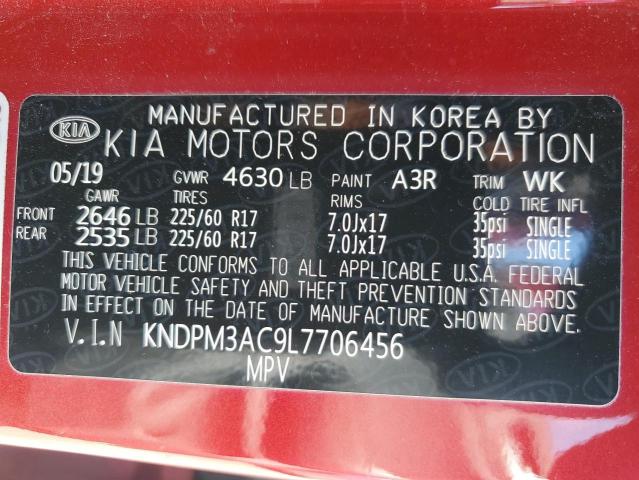 MANUFACTURED IN KOREA BY
KIA KIA MOTORS CORPORATION
05/19 GVWR 4630 LB PAINT A3R TRIM WK
GAWR TIRES RIMS COLD TIRE INFL
FRONT 2646 LB 225/60 R17 7.0Jx17 35psi SINGLE
REAR 2535 LB 225/60 R17 7.0Jx17 35psi SINGLE
THIS VEHICLE CONFORMS TO ALL APPLICABLE U.S.A. FEDERAL
MOTOR VEHICLE SAFETY AND THEFT PREVENTION STANDARDS
IN EFFECT ON THE DATE OF MANUFACTURE SHOWN ABOVE.
V.I.N KNDPM3AC9L7706456
MPV